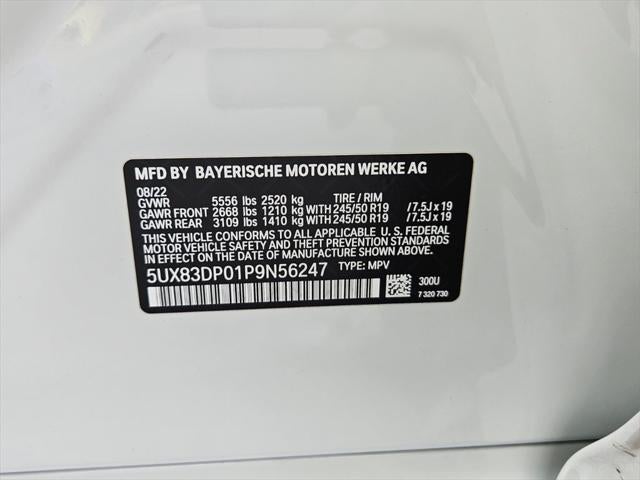 MFD BY BAYERISCHE MOTOREN WERKE AG
08/22
GVWR 5556 lbs 2520 kg TIRE / RIM
GAWR FRONT 2668 lbs 1210 kg WITH 245/50 R19 /7.5J x 19
GAWR REAR 3109 lbs 1410 kg WITH 245/50 R19 /7.5J x 19
THIS VEHICLE CONFORMS TO ALL APPLICABLE U. S. FEDERAL
MOTOR VEHICLE SAFETY, BUMPER, AND THEFT PREVENTION
STANDARDS IN EFFECT ON THE DATE OF MANUFACTURE SHOWN ABOVE.
5UX83DP01P9N56247 TYPE: MPV
300U
7 320 730